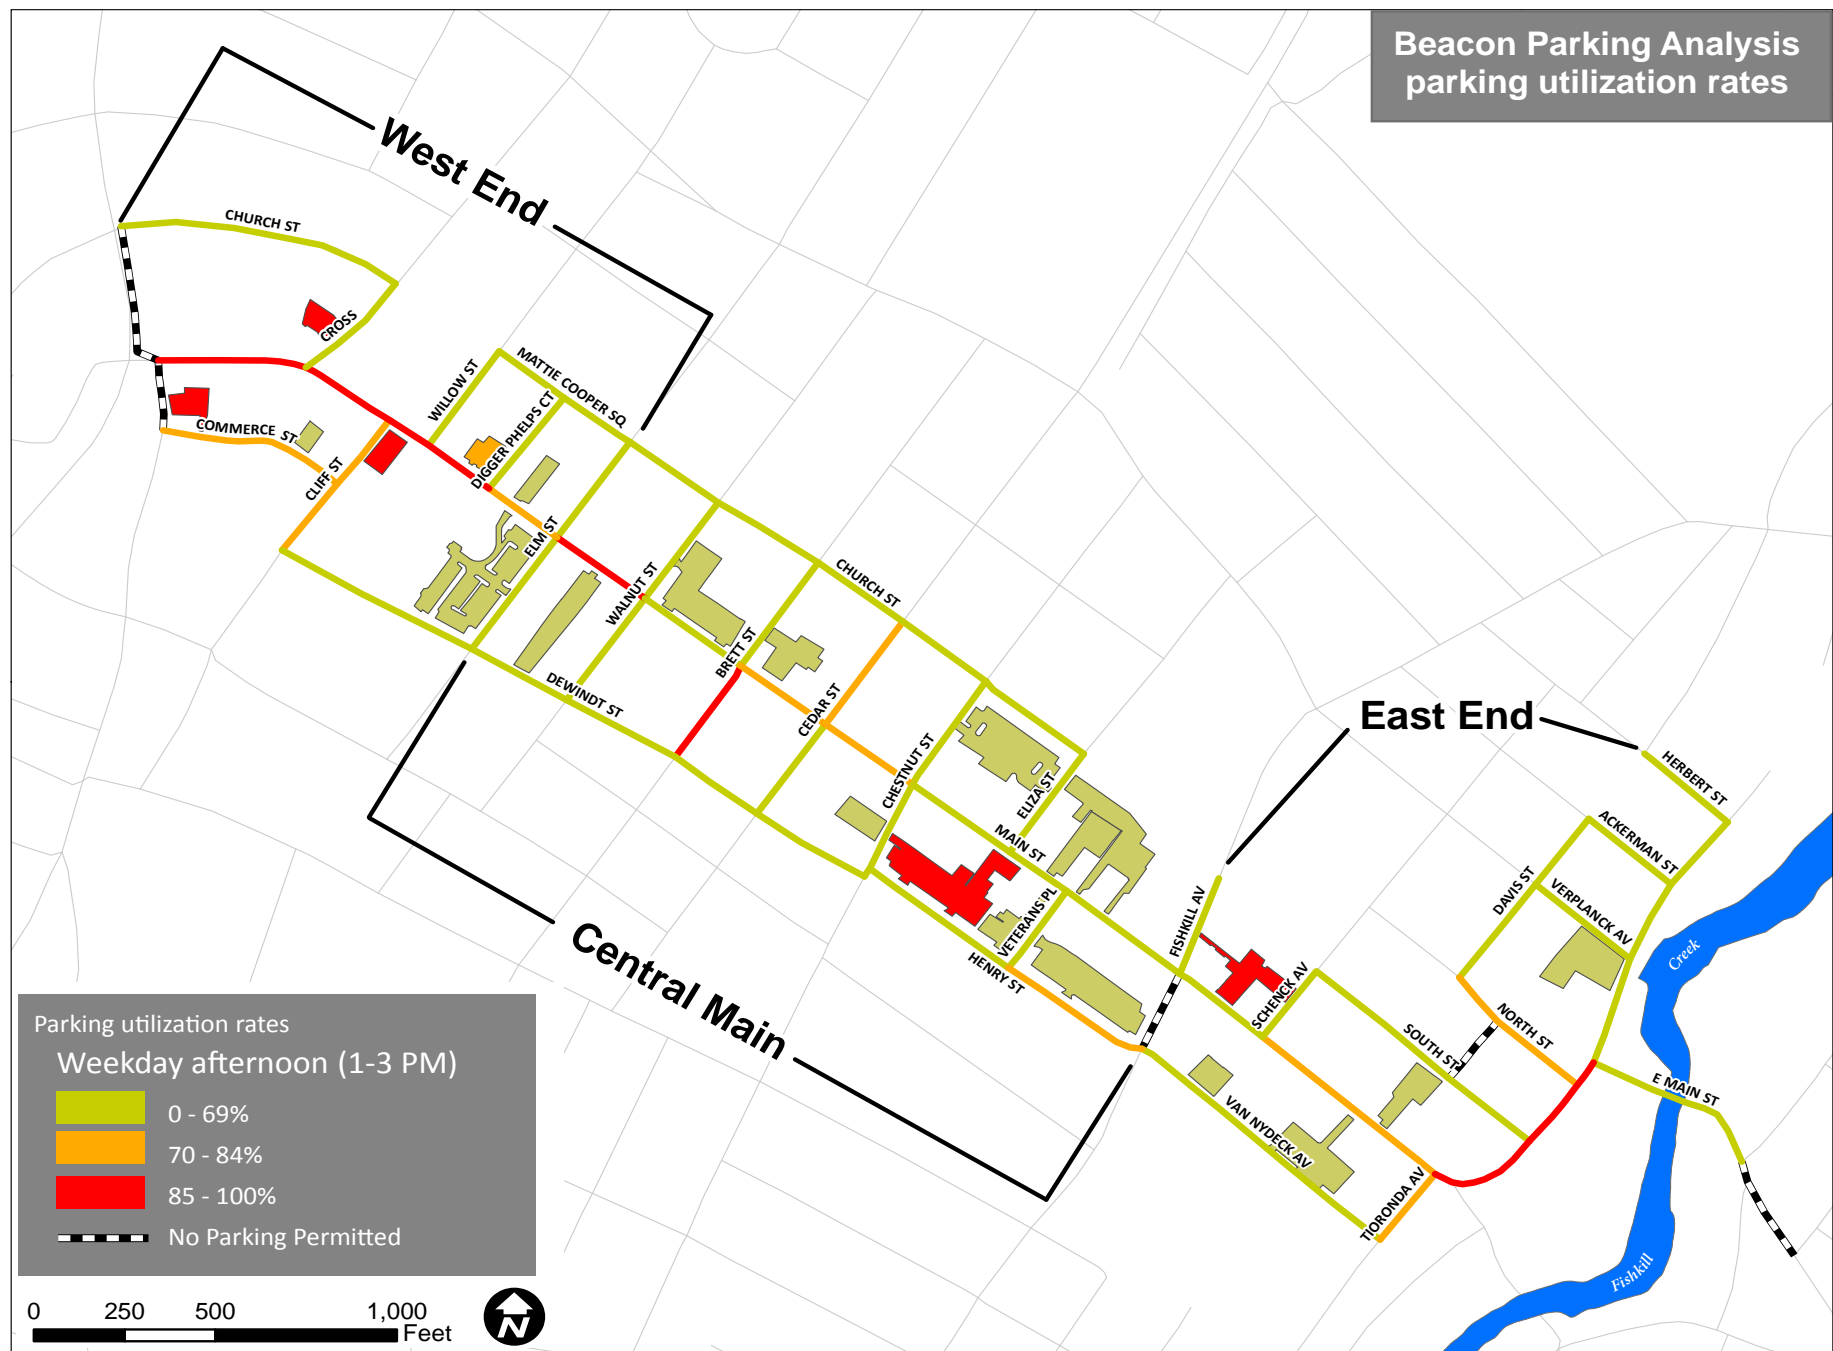 Beacon Parking Analysis
parking utilization rates
West End
CHURCH ST
CROSS
WILLOW ST
MATTIE COOPER SQ
DIGGER PHELPS CT
COMMERCE ST
CLIFF ST
ELM ST
WALNUT ST
CHURCH ST
BRETT ST
DEWINDT ST
CEDAR ST
CHESTNUT ST
ELIZA ST
MAIN ST
East End
HERBERT ST
ACKERMAN ST
DAVIS ST
VERPLANCK AV
FISHKILL AV
VETERANS PL
HENRY ST
Central Main
SCHENCK AV
SOUTH ST
NORTH ST
E MAIN ST
VAN NYDECK AV
TIORONDA AV
Creek
Fishkill
Parking utilization rates
Weekday afternoon (1-3 PM)
0 - 69%
70 - 84%
85 - 100%
No Parking Permitted
0 250 500 1,000
Feet
N